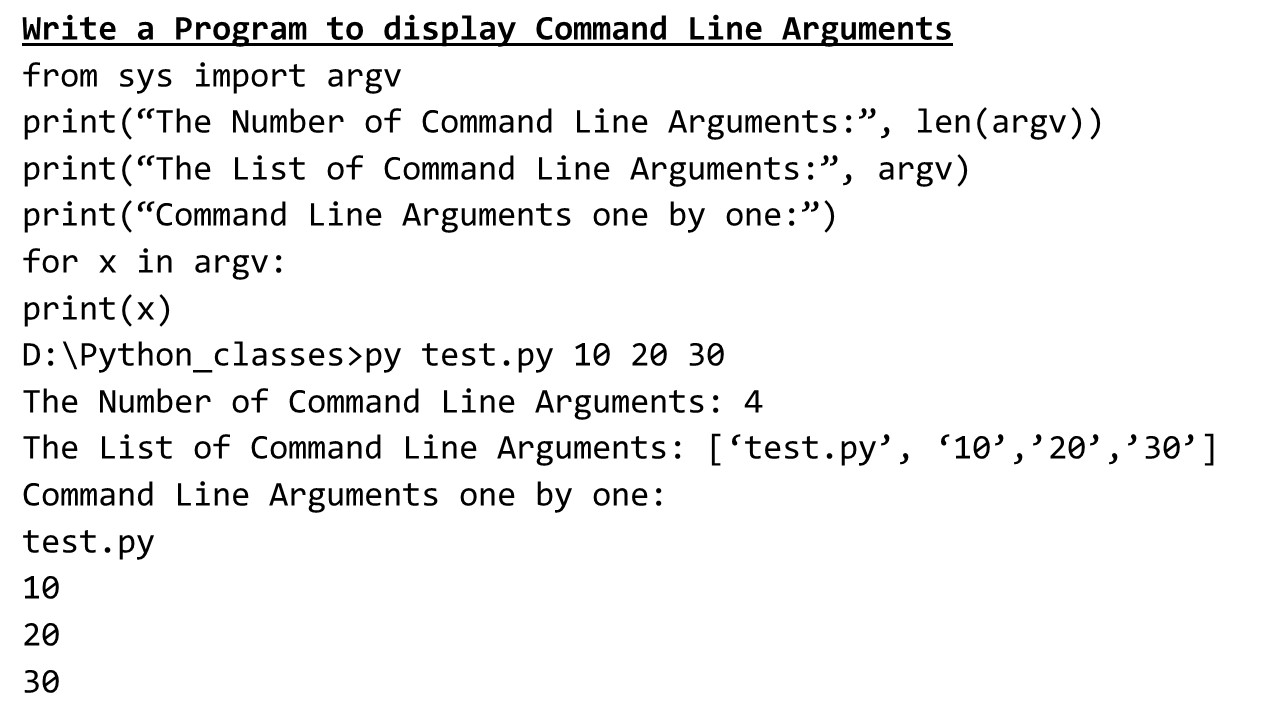 Write a Program to display Command Line Arguments
from sys import argv
print(“The Number of Command Line Arguments:”, len(argv))
print(“The List of Command Line Arguments:”, argv)
print(“Command Line Arguments one by one:”)
for x in argv:
print(x)
D:\Python_classes>py test.py 10 20 30
The Number of Command Line Arguments: 4
The List of Command Line Arguments: [‘test.py’, ‘10’,’20’,’30’]
Command Line Arguments one by one:
test.py
10
20
30